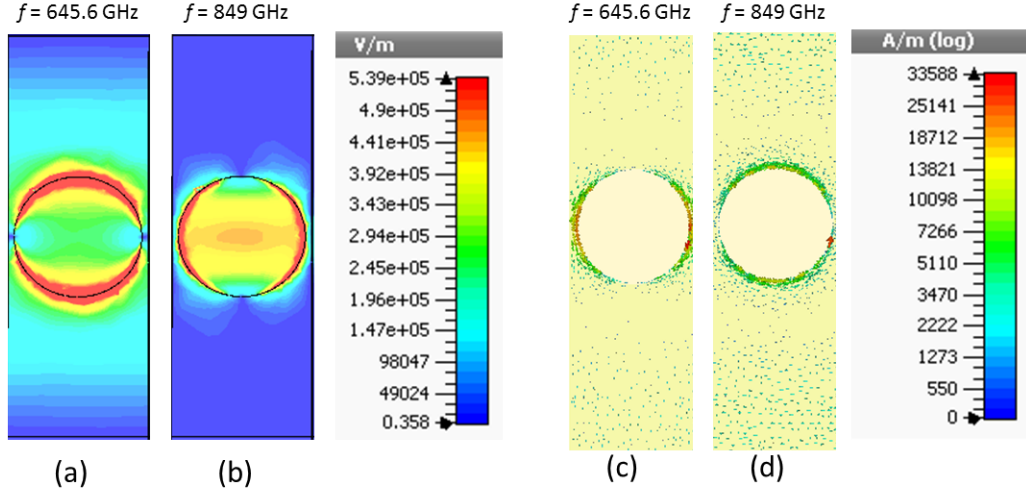 f = 645.6 GHz
f = 849 GHz
V/m
5.39e+05
4.9e+05
4.41e+05
3.92e+05
3.43e+05
2.94e+05
2.45e+05
1.96e+05
1.47e+05
98047
49024
0.358
(a)
(b)
f = 645.6 GHz
f = 849 GHz
A/m (log)
33588
25141
18712
13821
10098
7266
5110
3470
2222
1273
550
0
(c)
(d)